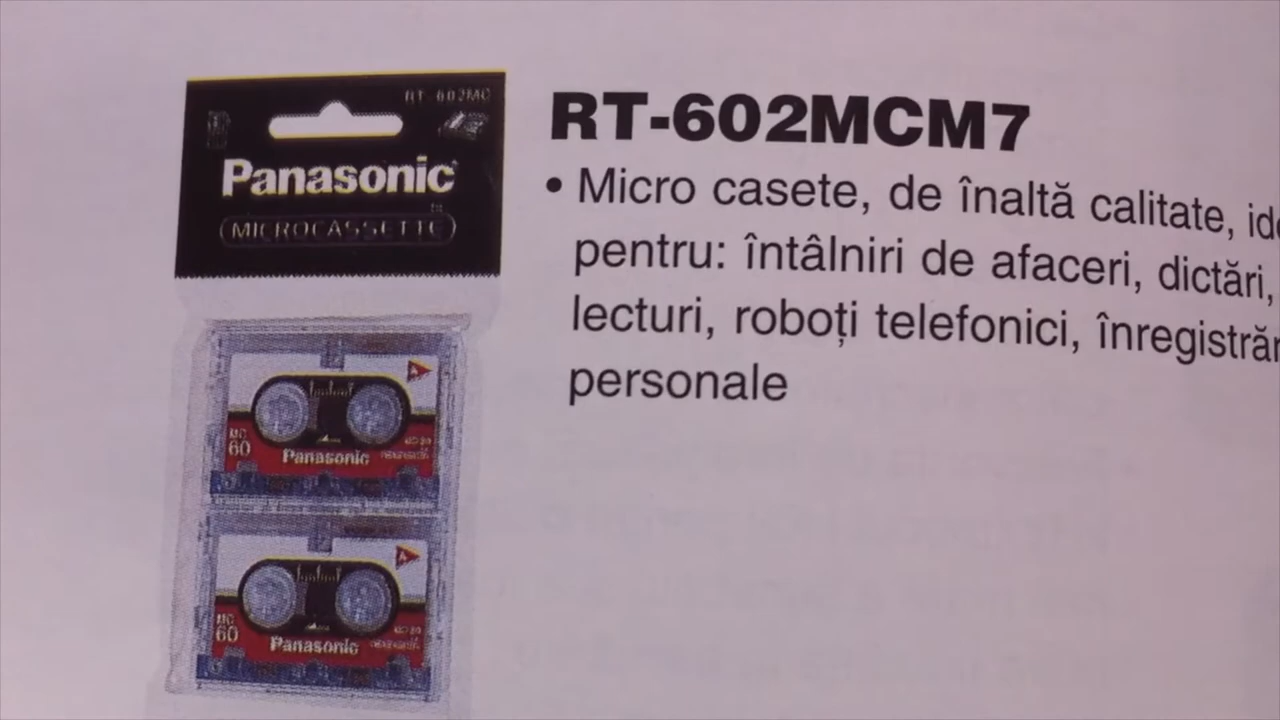 RT-602MC
Panasonic
MICROCASSETTE
RT-602MCM7
• Micro casete, de înaltă calitate,
pentru: întâlniri de afaceri, dictări,
lecturi, roboți telefonici,
personale
A
MC
60
Panasonic
A
MC
60
Panasonic